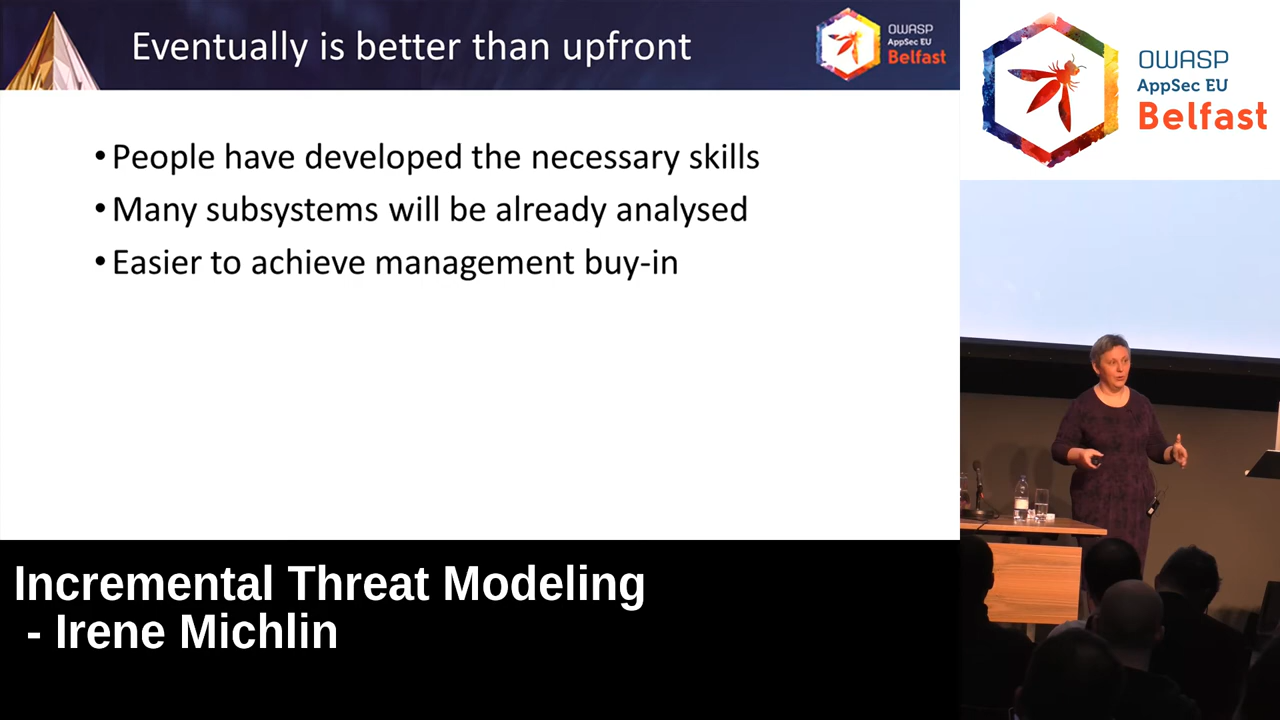 Eventually is better than upfront
OWASP
AppSec EU
Belfast
• People have developed the necessary skills
• Many subsystems will be already analysed
• Easier to achieve management buy-in
OWASP
AppSec EU
Belfast
Incremental Threat Modeling
- Irene Michlin